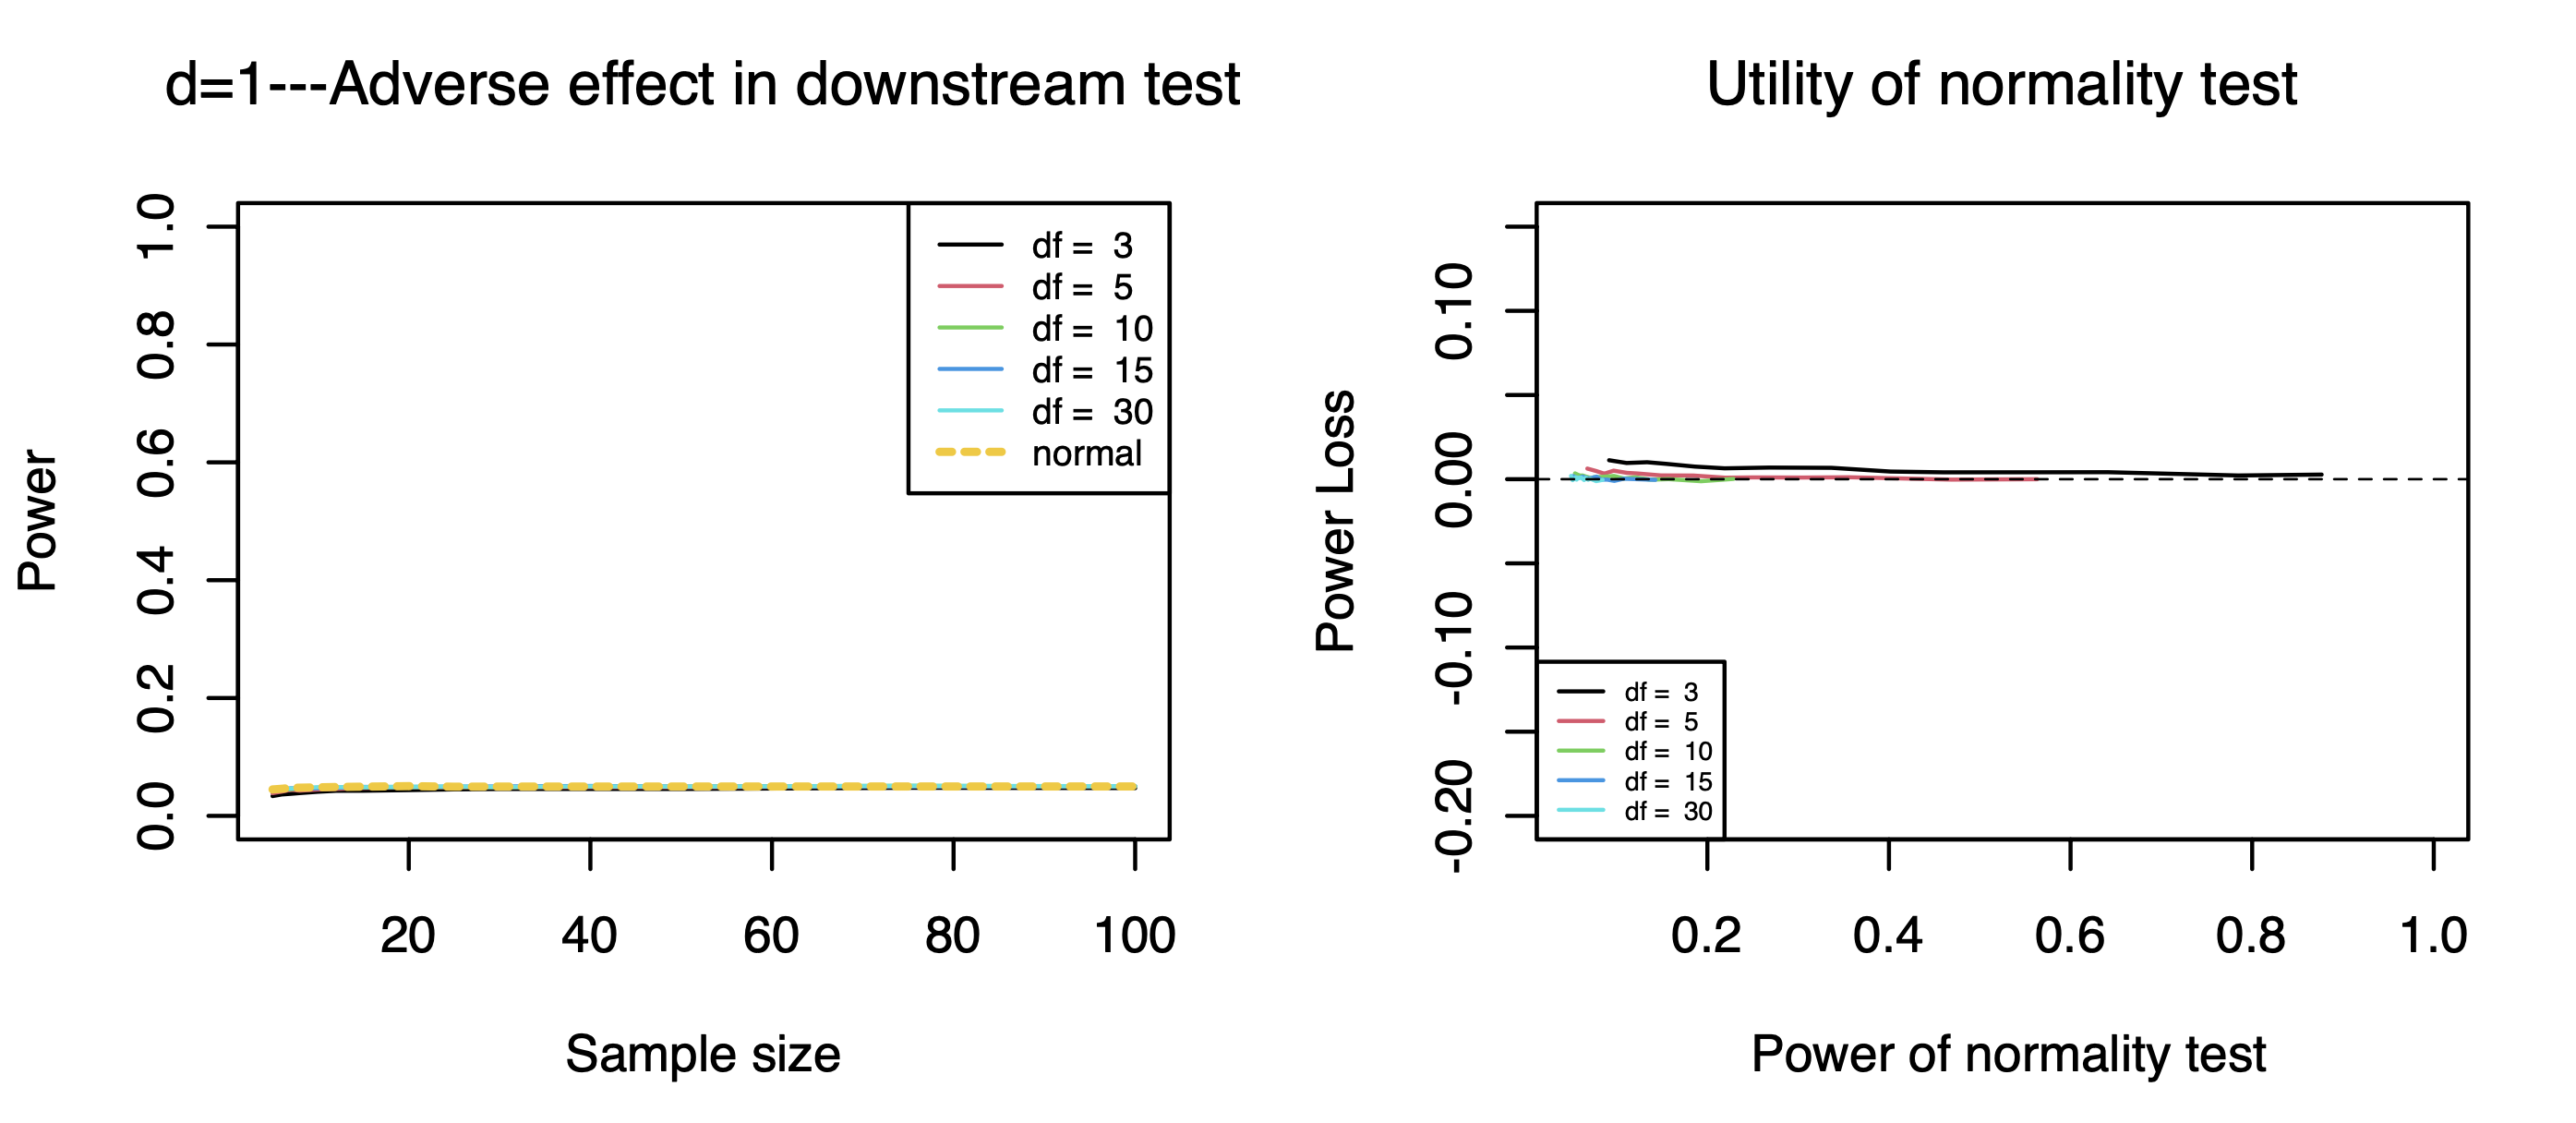 d=1---Adverse effect in downstream test
Power
1.0
0.8
0.6
0.4
0.2
0.0
df = 3
df = 5
df = 10
df = 15
df = 30
normal
20 40 60 80 100
Sample size
Utility of normality test
Power Loss
0.10
0.00
-0.10
-0.20
df = 3
df = 5
df = 10
df = 15
df = 30
0.2 0.4 0.6 0.8 1.0
Power of normality test